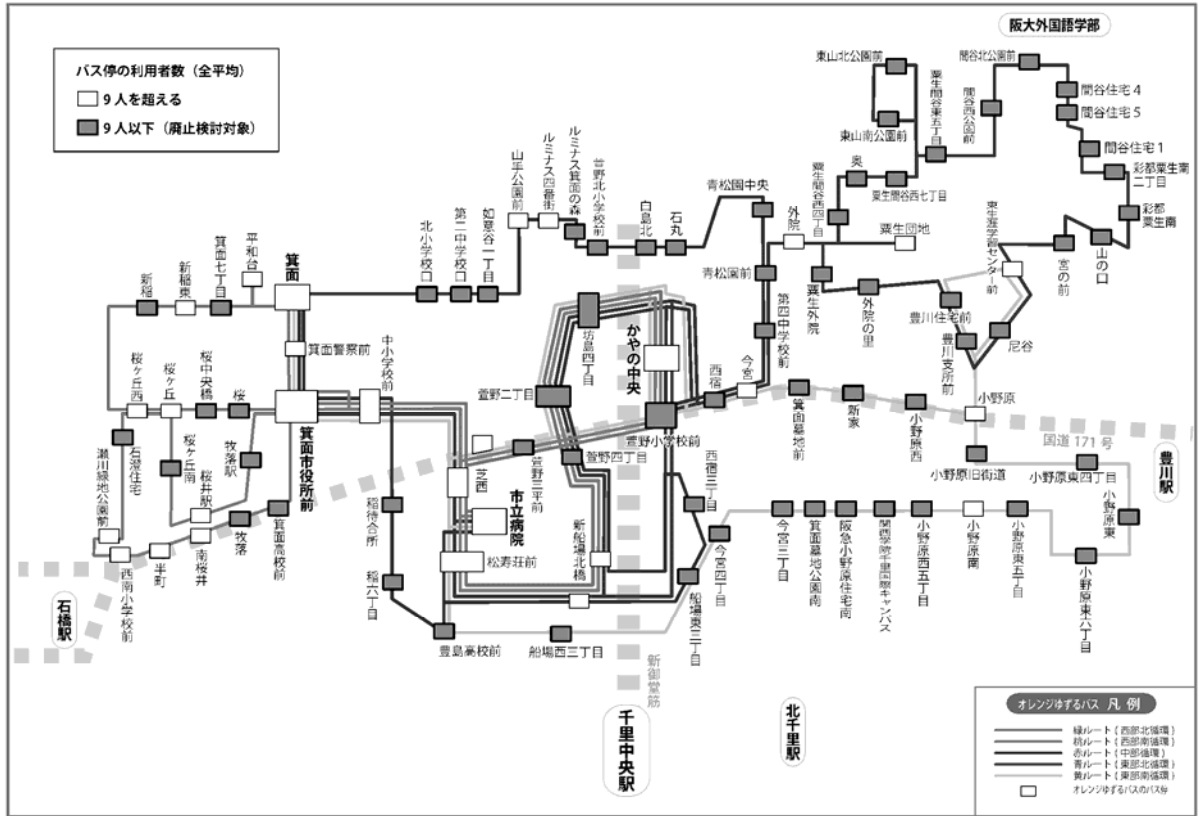 阪大外国語学部
バス停の利用者数（全平均）
9人を超える
9人以下（廃止検討対象）
東山北公園前
東山南公園前
粟生間谷東五丁目
間谷西公園前
間谷北公園前
間谷住宅4
間谷住宅5
間谷住宅1
彩都粟生南二丁目
彩都粟生南
山の口
宮の前
東生涯学習センター前
奥
粟生間谷西七丁目
粟生間谷西四丁目
粟生団地
外院
青松園中央
青松園前
第四中学校前
粟生外院
外院の里
豊川住宅前
豊川支所前
尼谷
石丸
白島北
萱野北小学校前
ルミナス箕面の森
ルミナス四番街
山手公園前
如意谷一丁目
第二中学校口
北小学校口
箕面
平和台
箕面七丁目
新稲東
新稲
箕面警察前
中小学校前
箕面市役所前
桜ヶ丘西
桜ヶ丘
桜中央橋
桜
石澄住宅
桜ヶ丘南
桜井駅
牧落駅
瀬川緑地公園前
西南小学校前
半町
南桜井
牧落
箕面高校前
坊島四丁目
かやの中央
萱野二丁目
萱野小学校前
西宿
今宮
箕面墓地前
新家
小野原西
小野原
国道171号
小野原旧街道
小野原東四丁目
小野原東
豊川駅
芝西
萱野三平前
萱野四丁目
西宿三丁目
稲待合所
市立病院
松寿荘前
新船場北橋
稲六丁目
今宮四丁目
船場東三丁目
今宮三丁目
箕面墓地公園南
阪急小野原住宅南
関西学院千里国際キャンパス
小野原西五丁目
小野原南
小野原東五丁目
小野原東六丁目
豊島高校前
船場西三丁目
新御堂筋
石橋駅
千里中央駅
北千里駅
オレンジゆずるバス 凡例
緑ルート(西部北循環)
桃ルート(西部南循環)
赤ルート(中部循環)
青ルート(東部北循環)
黄ルート(東部南循環)
オレンジゆずるバスのバス停